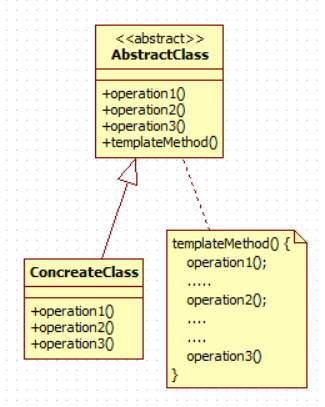 <<abstract>>
AbstractClass
+operation1()
+operation2()
+operation3()
+templateMethod()
ConcreateClass
+operation1()
+operation2()
+operation3()
templateMethod() {
operation1();
.....
operation2();
....
....
operation3()
}